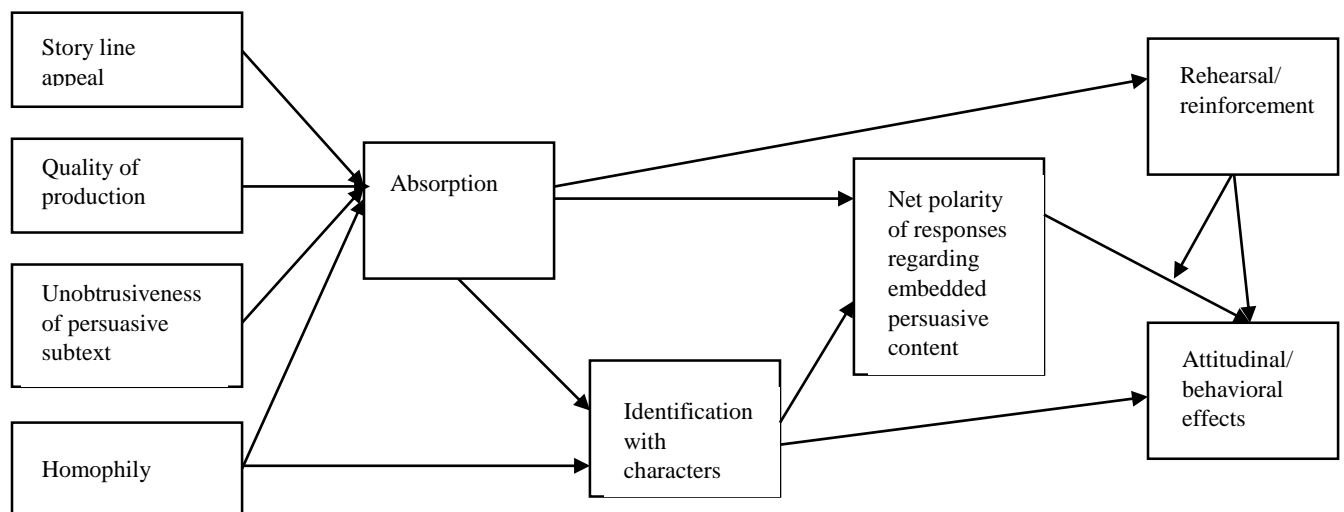 Story line
appeal
Quality of
production
Unobtrusiveness
of persuasive
subtext
Homophily
Absorption
Identification
with
characters
Net polarity
of responses
regarding
embedded
persuasive
content
Rehearsal/
reinforcement
Attitudinal/
behavioral
effects